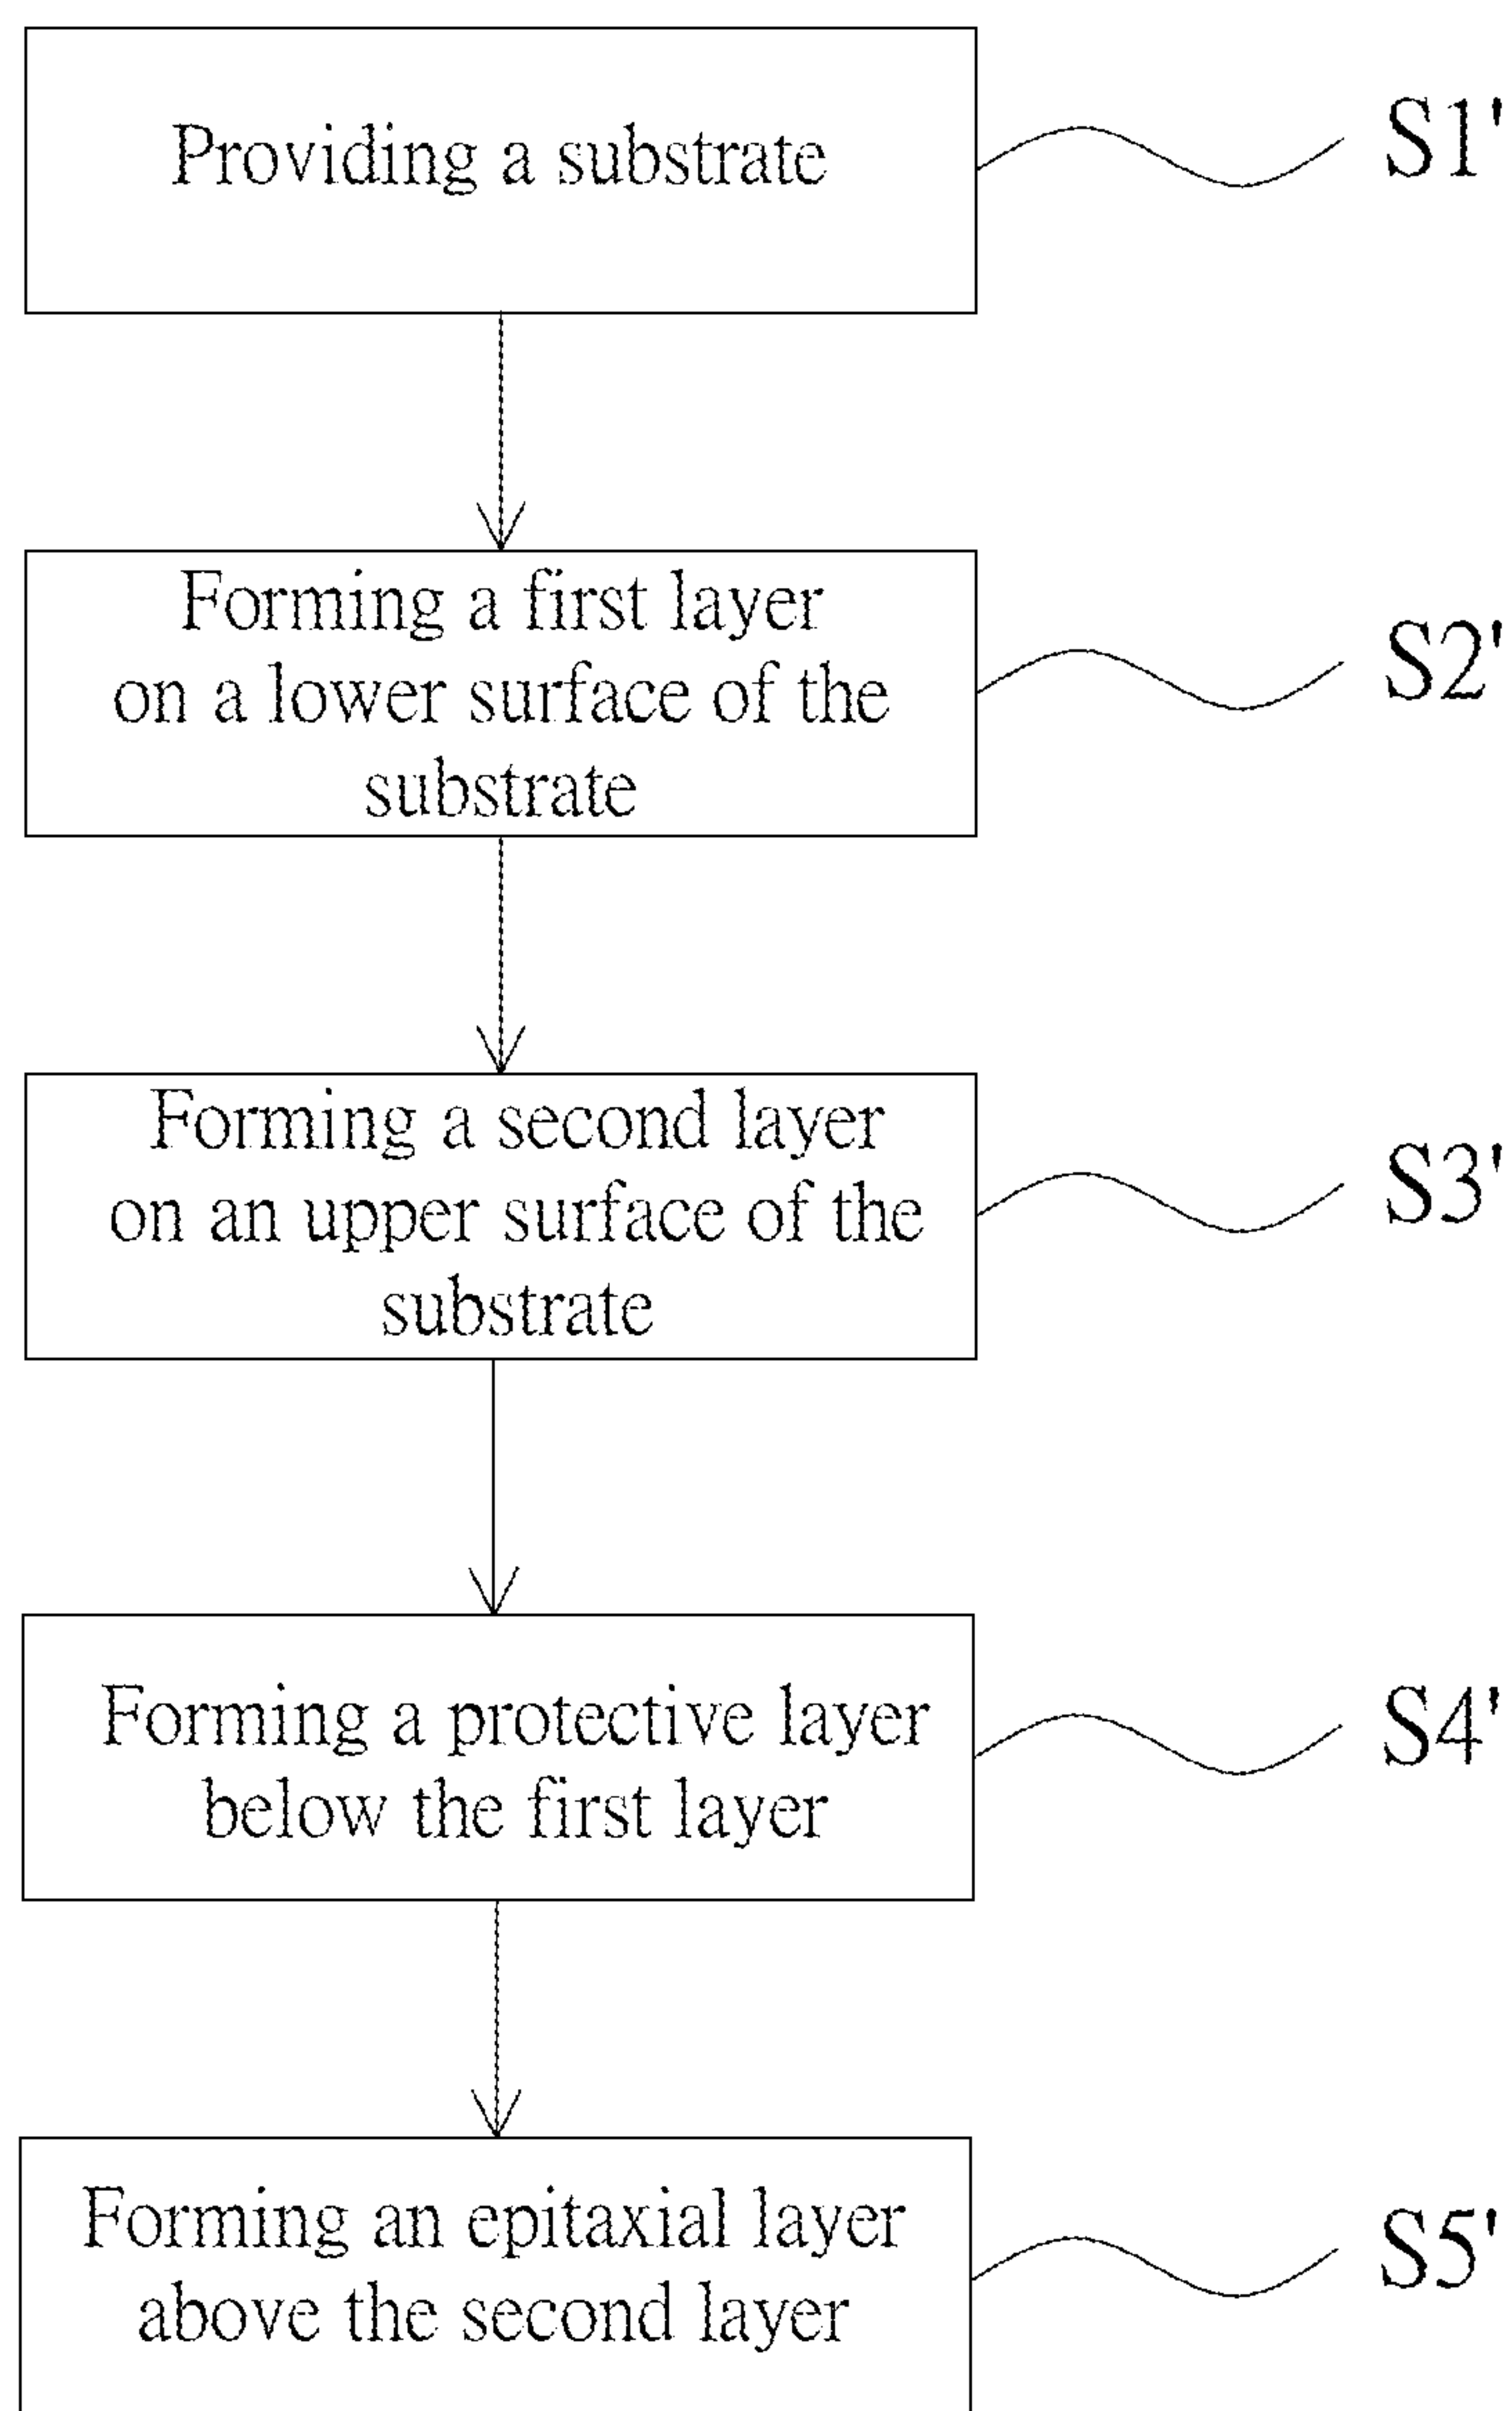 Providing a substrate
S1'
Forming a first layer
on a lower surface of the
substrate
S2'
Forming a second layer
on an upper surface of the
substrate
S3'
Forming a protective layer
below the first layer
S4'
Forming an epitaxial layer
above the second layer
S5'